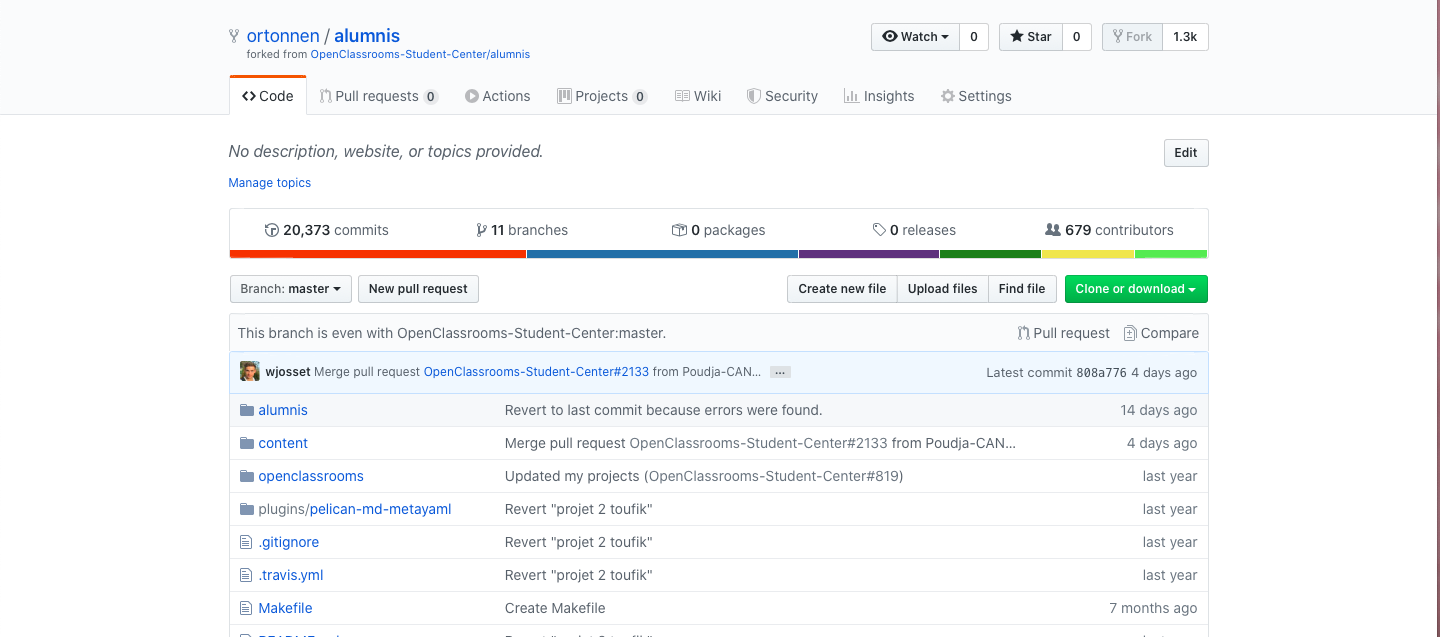 ortonnen / alumnis
Watch 0 Star 0 Fork 1.3k
forked from OpenClassrooms-Student-Center/alumnis
Code Pull requests 0 Actions Projects 0 Wiki Security Insights Settings
No description, website, or topics provided.
Edit
Manage topics
20,373 commits 11 branches 0 packages 0 releases 679 contributors
Branch: master New pull request Create new file Upload files Find file Clone or download
This branch is even with OpenClassrooms-Student-Center:master. Pull request Compare
wjosset Merge pull request OpenClassrooms-Student-Center#2133 from Poudja-CAN... ... Latest commit 808a776 4 days ago
alumnis Revert to last commit because errors were found. 14 days ago
content Merge pull request OpenClassrooms-Student-Center#2133 from Poudja-CAN... 4 days ago
openclassrooms Updated my projects (OpenClassrooms-Student-Center#819) last year
plugins/pelican-md-metayaml Revert "projet 2 toufik" last year
.gitignore Revert "projet 2 toufik" last year
.travis.yml Revert "projet 2 toufik" last year
Makefile Create Makefile 7 months ago